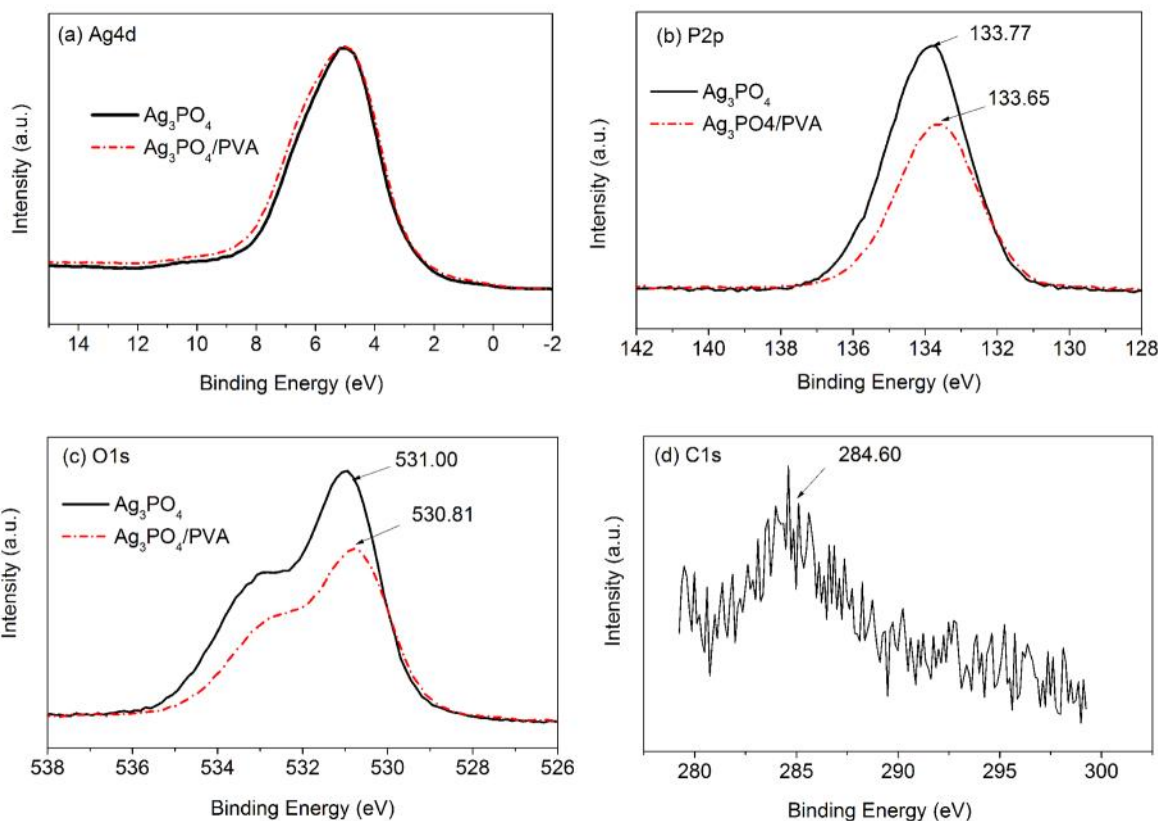 (a) Ag4d
Ag₃PO₄
Ag₃PO₄/PVA
Intensity (a.u.)
14 12 10 8 6 4 2 0 -2
Binding Energy (eV)
(b) P2p
133.77
Ag₃PO₄
133.65
Ag₃PO4/PVA
Intensity (a.u.)
142 140 138 136 134 132 130 128
Binding Energy (eV)
(c) O1s
531.00
Ag₃PO₄
530.81
Ag₃PO₄/PVA
Intensity (a.u.)
538 536 534 532 530 528 526
Binding Energy (eV)
(d) C1s
284.60
Intensity (a.u.)
280 285 290 295 300
Binding Energy (eV)